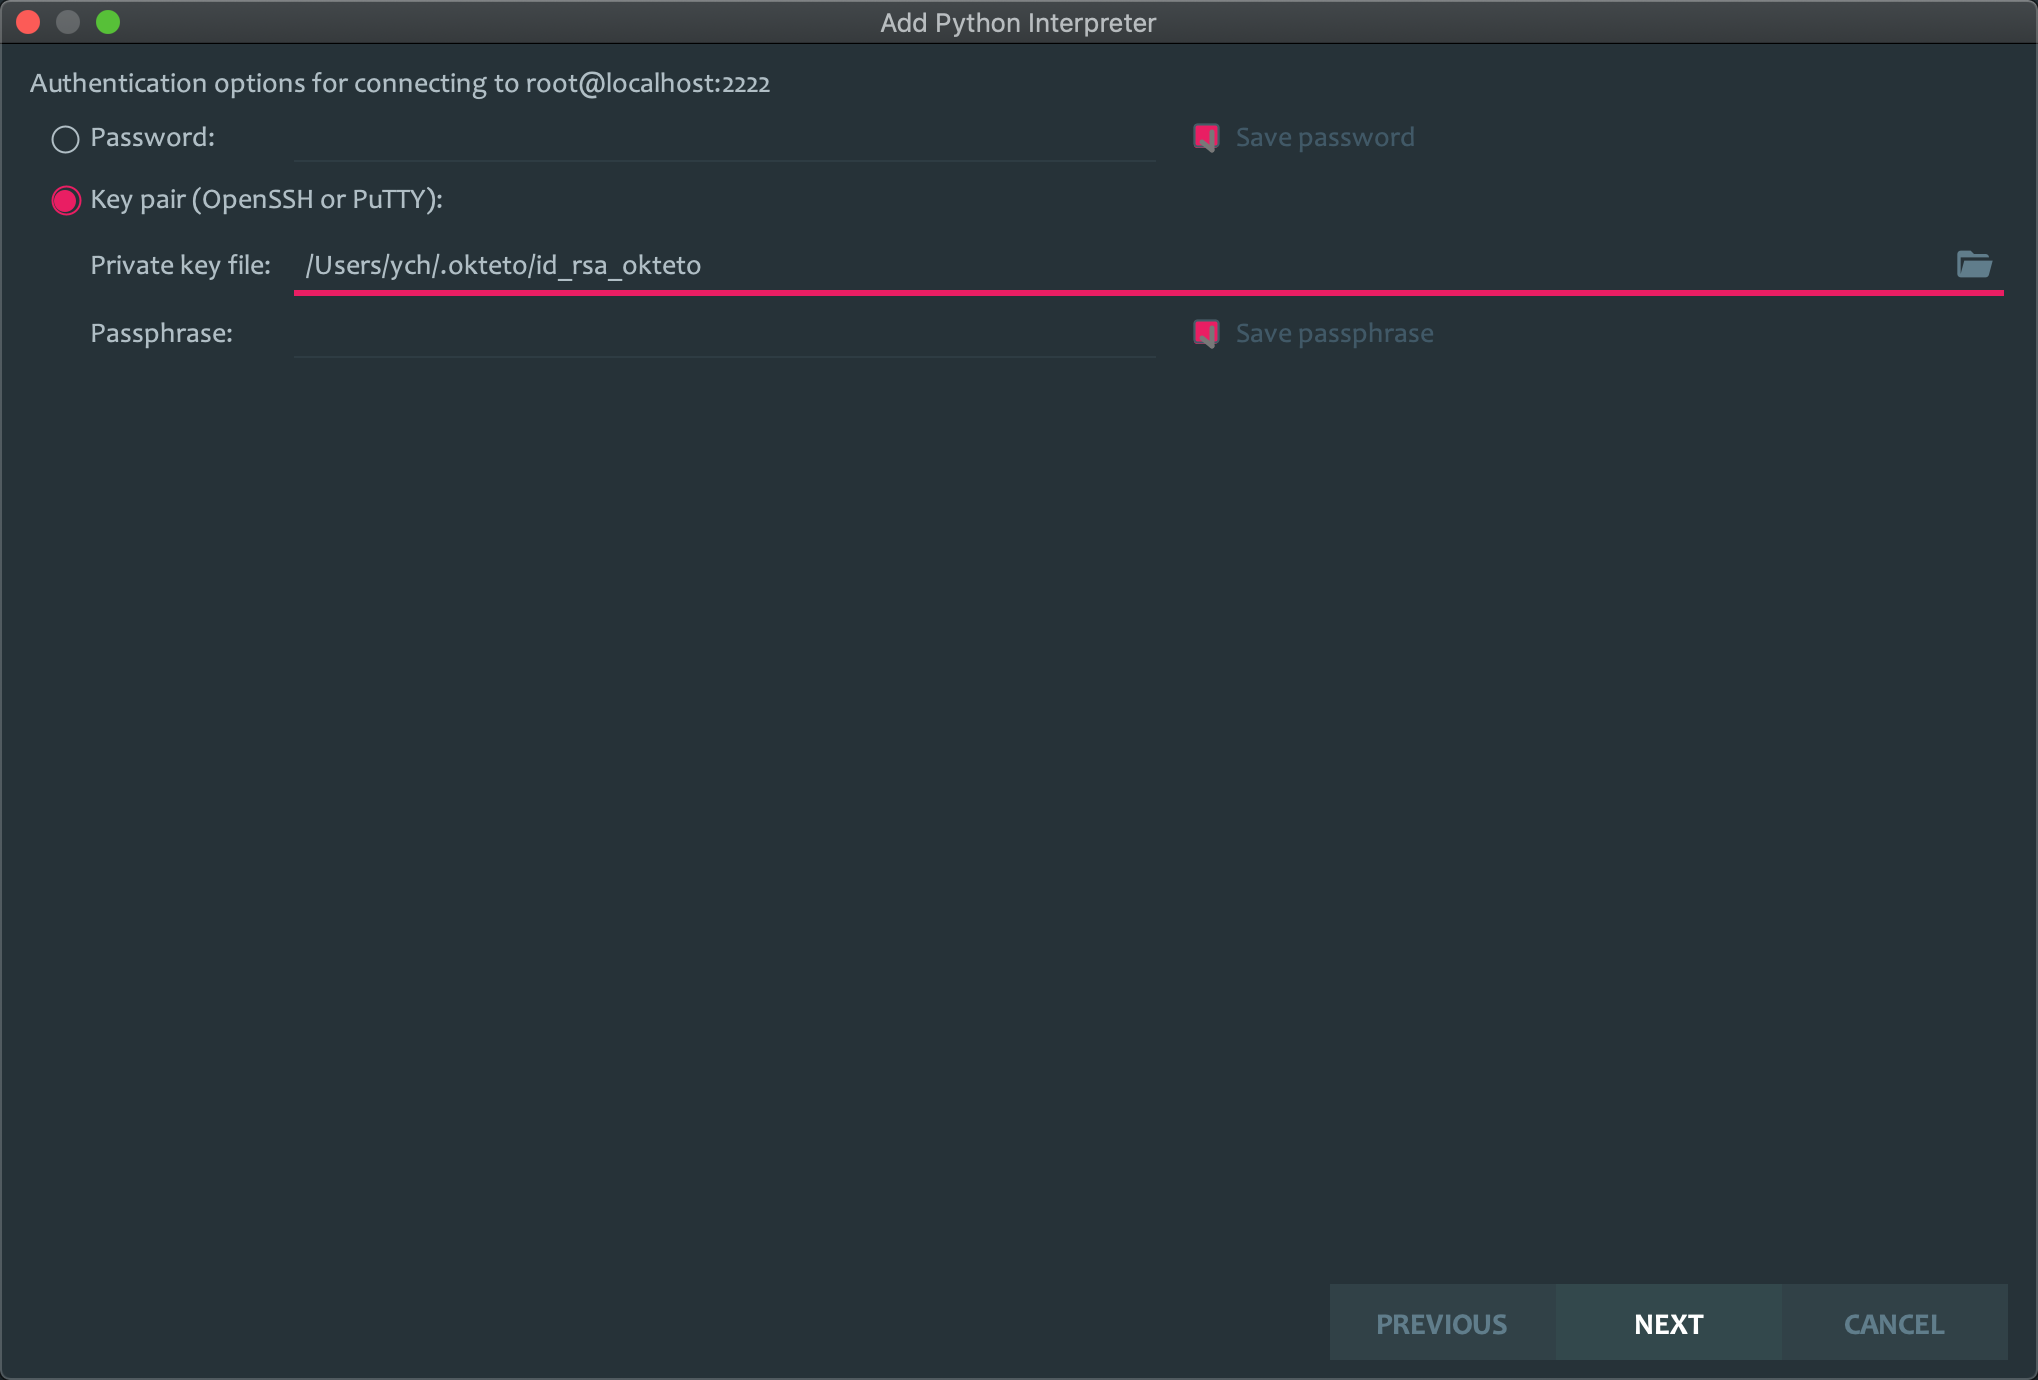 Add Python Interpreter
Authentication options for connecting to root@localhost:2222
Password: Save password
Key pair (OpenSSH or PuTTY):
Private key file: /Users/ych/.okteto/id_rsa_okteto
Passphrase: Save passphrase
PREVIOUS NEXT CANCEL